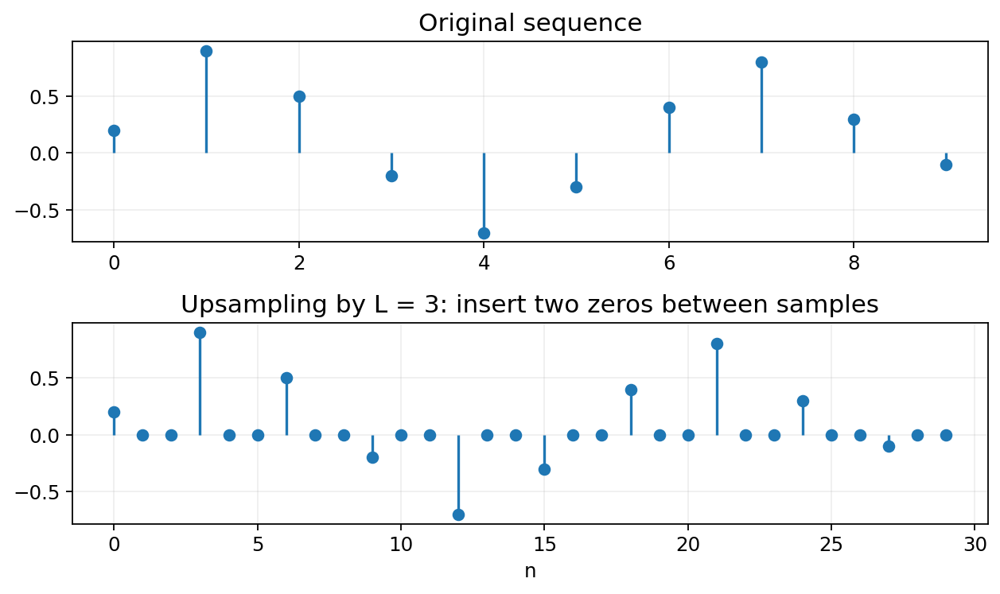 Original sequence
0.5
0.0
−0.5
0 2 4 6 8
Upsampling by L = 3: insert two zeros between samples
0.5
0.0
−0.5
0 5 10 15 20 25 30
n